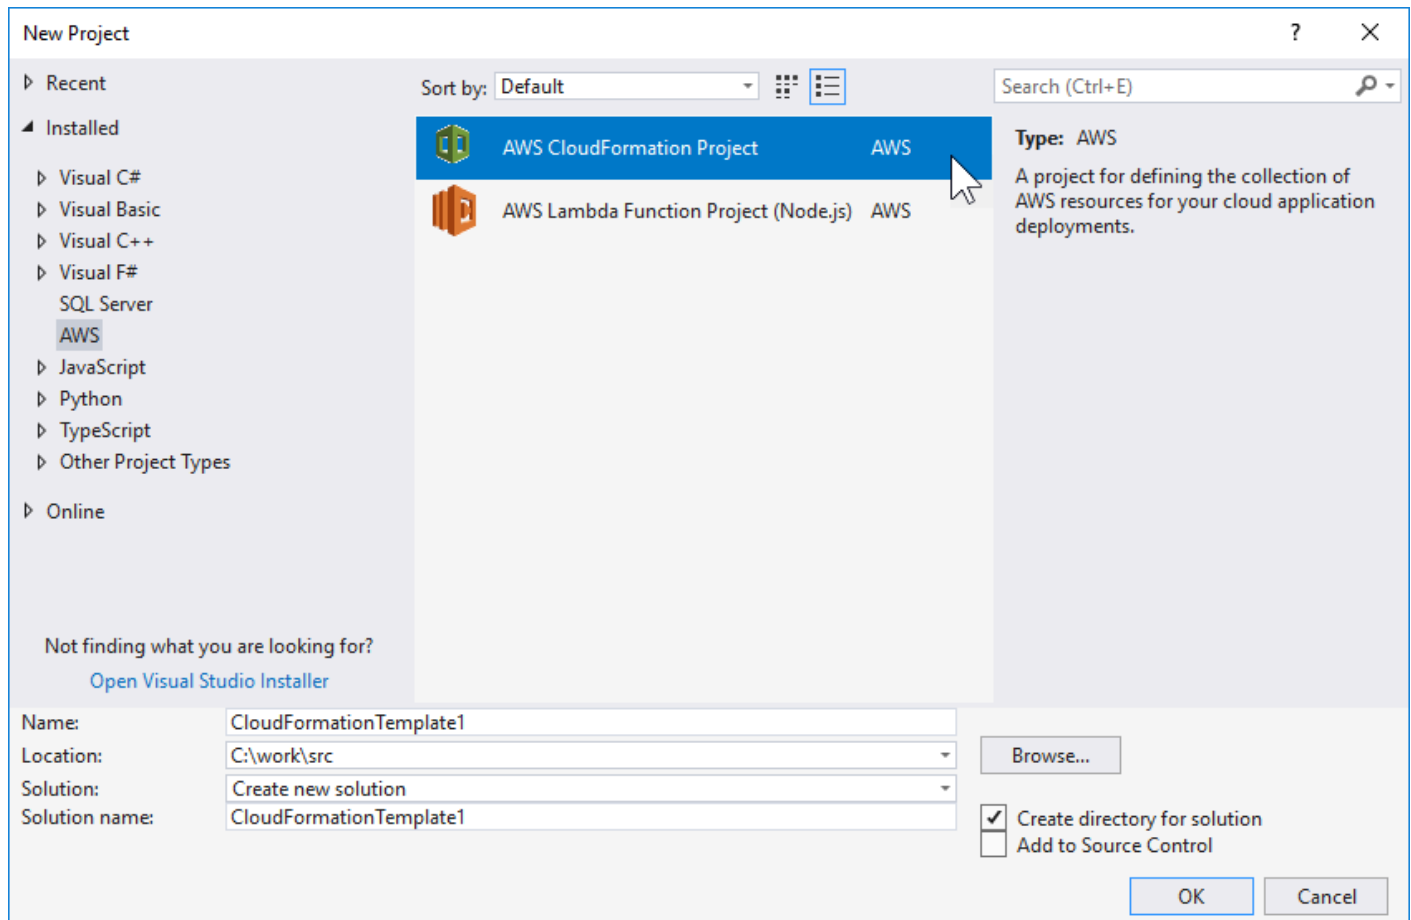 New Project
?
Recent
Installed
Visual C#
Visual Basic
Visual C++
Visual F#
SQL Server
AWS
JavaScript
Python
TypeScript
Other Project Types
Online
Not finding what you are looking for?
Open Visual Studio Installer
Sort by: Default
AWS CloudFormation Project AWS
AWS Lambda Function Project (Node.js) AWS
Search (Ctrl+E)
Type: AWS
A project for defining the collection of
AWS resources for your cloud application
deployments.
Name: CloudFormationTemplate1
Location: C:\work\src
Browse...
Solution: Create new solution
Solution name: CloudFormationTemplate1
Create directory for solution
Add to Source Control
OK Cancel